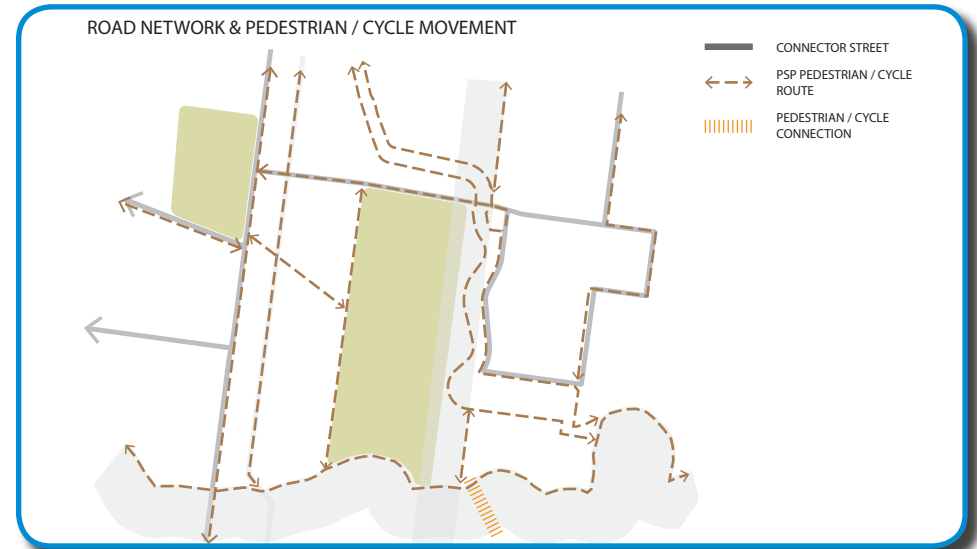 ROAD NETWORK & PEDESTRIAN / CYCLE MOVEMENT
CONNECTOR STREET
PSP PEDESTRIAN / CYCLE
ROUTE
PEDESTRIAN / CYCLE
CONNECTION